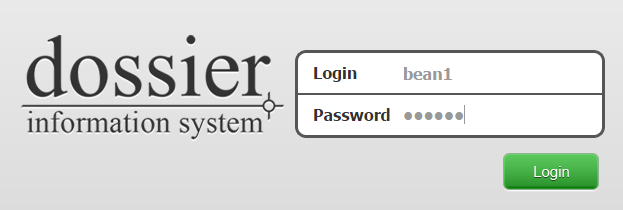 dossier
information system
Login bean1
Password ●●●●●●
Login